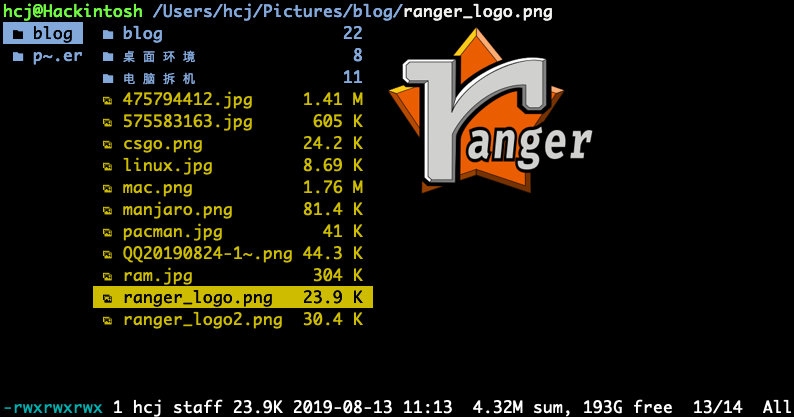 hcj@Hackintosh /Users/hcj/Pictures/blog/ranger_logo.png
blog
p~.er
blog 22
桌面环境 8
电脑拆机 11
475794412.jpg 1.41 M
575583163.jpg 605 K
csgo.png 24.2 K
linux.jpg 8.69 K
mac.png 1.76 M
manjaro.png 81.4 K
pacman.jpg 41 K
QQ20190824-1~.png 44.3 K
ram.jpg 304 K
ranger_logo.png 23.9 K
ranger_logo2.png 30.4 K
ranger
-rwxrwxrwx 1 hcj staff 23.9K 2019-08-13 11:13 4.32M sum, 193G free 13/14 All